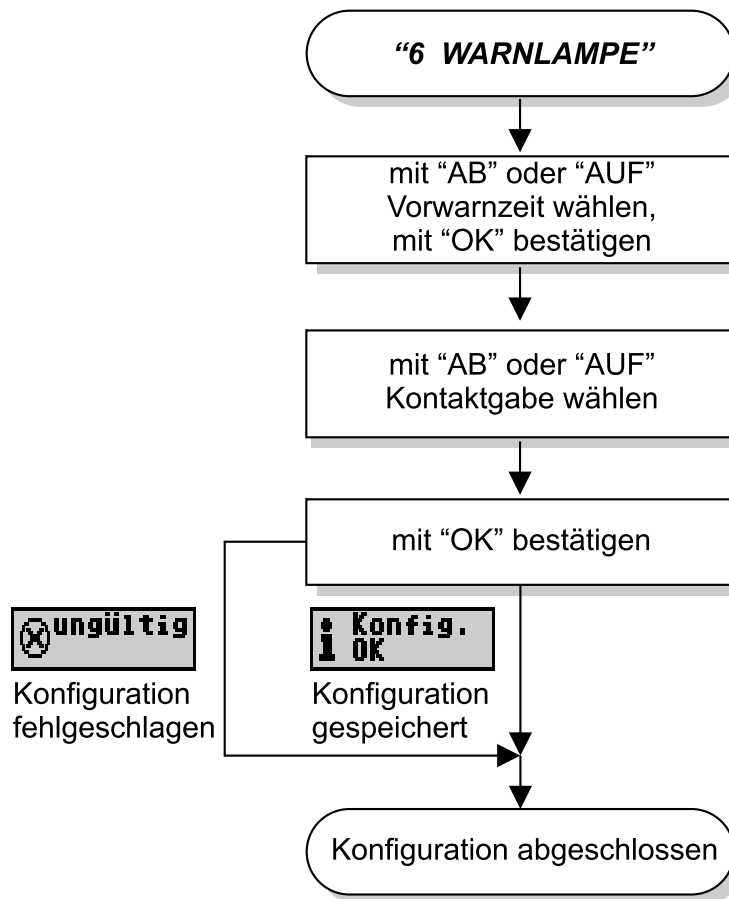 “6 WARNLAMPE”
mit “AB” oder “AUF”
Vorwarnzeit wählen,
mit “OK” bestätigen
mit “AB” oder “AUF”
Kontaktgabe wählen
mit “OK” bestätigen
ungültig
Konfiguration
fehlgeschlagen
i Konfig.
OK
Konfiguration
gespeichert
Konfiguration abgeschlossen